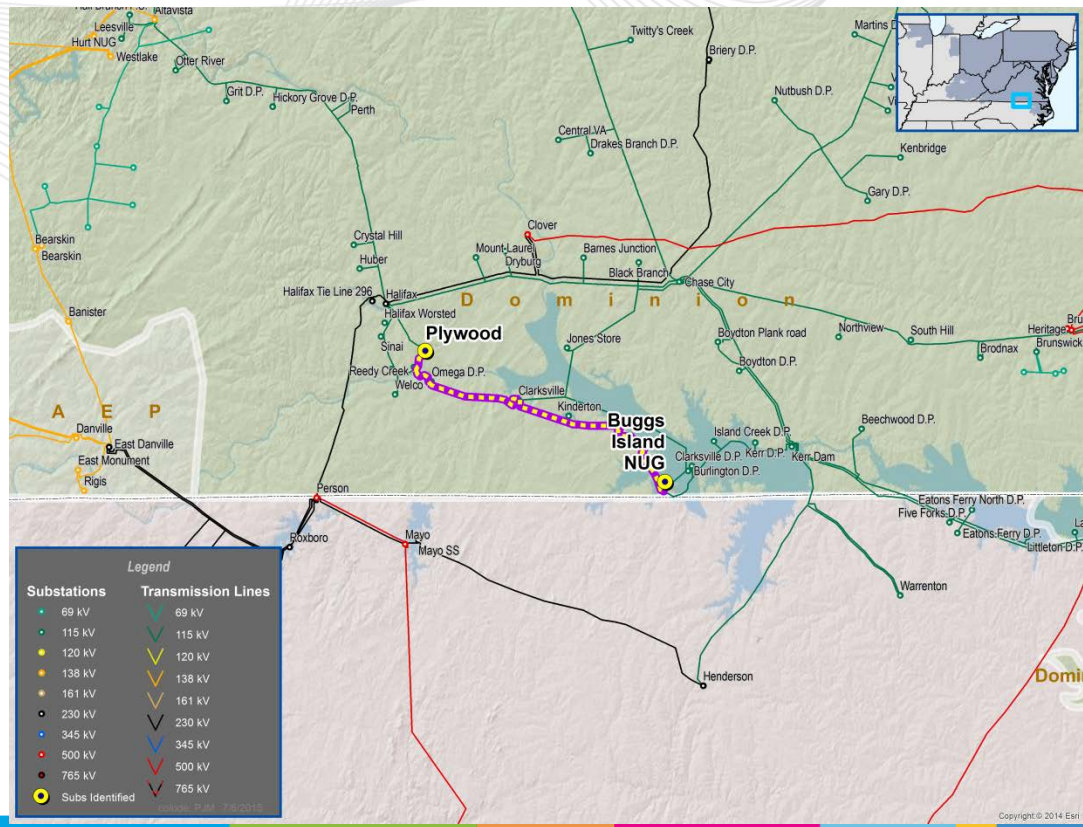 Altavista
Leesville
Hurt NUG
Westlake
Otter River
Grit D.P.
Hickory Grove D.P.
Perth
Twitty's Creek
Briery D.P.
Martins D
Nutbush D.P.
Central VA
Drakes Branch D.P.
Kenbridge
Gary D.P.
Bearskin
Bearskin
Crystal Hill
Huber
Clover
Mount Laurel
Dryburg
Barnes Junction
Black Branch
Chase City
Halifax Tie Line 296
Halifax
Dominion
Banister
Halifax Worsted
Sinai
Plywood
Reedy Creek
Omega D.P.
Welco
Jones Store
Boydton Plank road
Boydton D.P.
Northview
South Hill
Brodnax
Bru
Heritage
Brunswick
Clarksville
Kinderton
AEP
Danville
East Danville
East Monument
Rigis
Buggs
Island
NUG
Island Creek D.P.
Clarksville D.P.
Kerr D.P.
Burlington D.P.
Kerr Dam
Beechwood D.P.
Person
Roxboro
Mayo
Mayo SS
Eatons Ferry North D.P.
Five Forks D.P.
Eatons Ferry D.P.
Littleton D.P.
La
Warrenton
Henderson
Domi
Legend
Substations
69 kV
115 kV
120 kV
138 kV
161 kV
230 kV
345 kV
500 kV
765 kV
Subs Identified
Transmission Lines
69 kV
115 kV
120 kV
138 kV
161 kV
230 kV
345 kV
500 kV
765 kV
Copyright © 2014 Esri